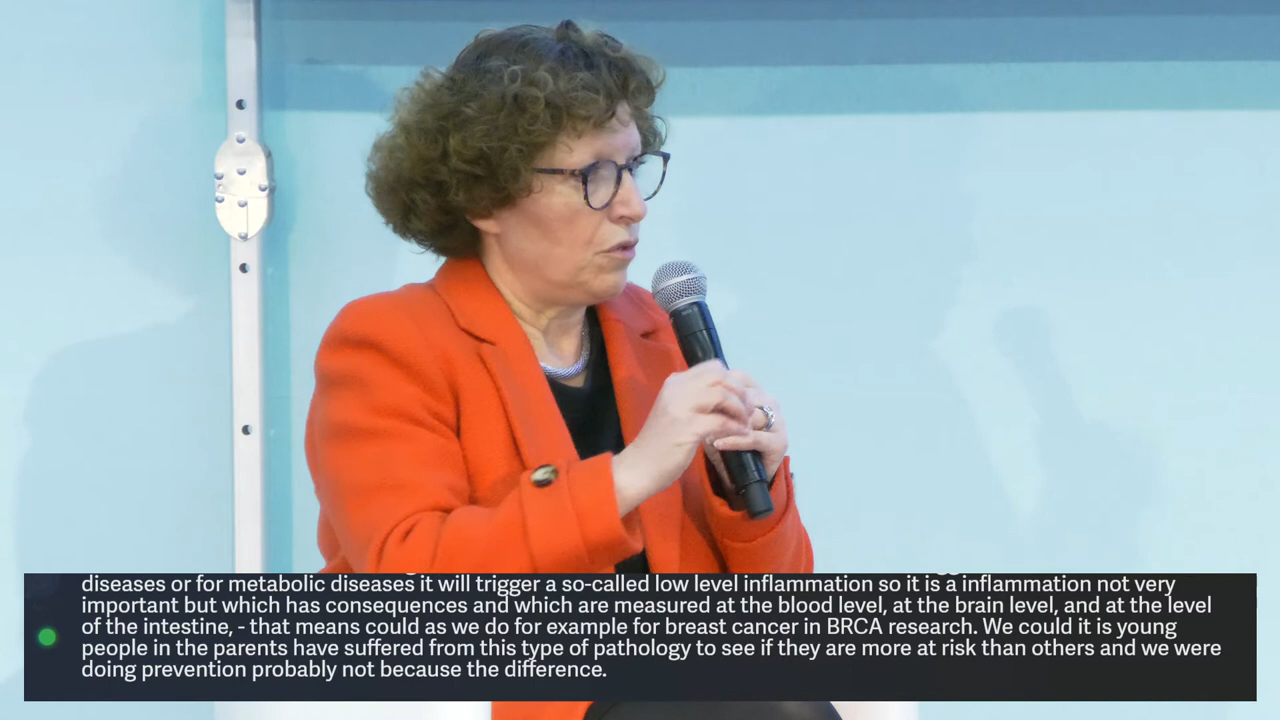 diseases or for metabolic diseases it will trigger a so-called low level inflammation so it is a inflammation not very
important but which has consequences and which are measured at the blood level, at the brain level, and at the level
of the intestine, - that means could as we do for example for breast cancer in BRCA research. We could it is young
people in the parents have suffered from this type of pathology to see if they are more at risk than others and we were
doing prevention probably not because the difference.